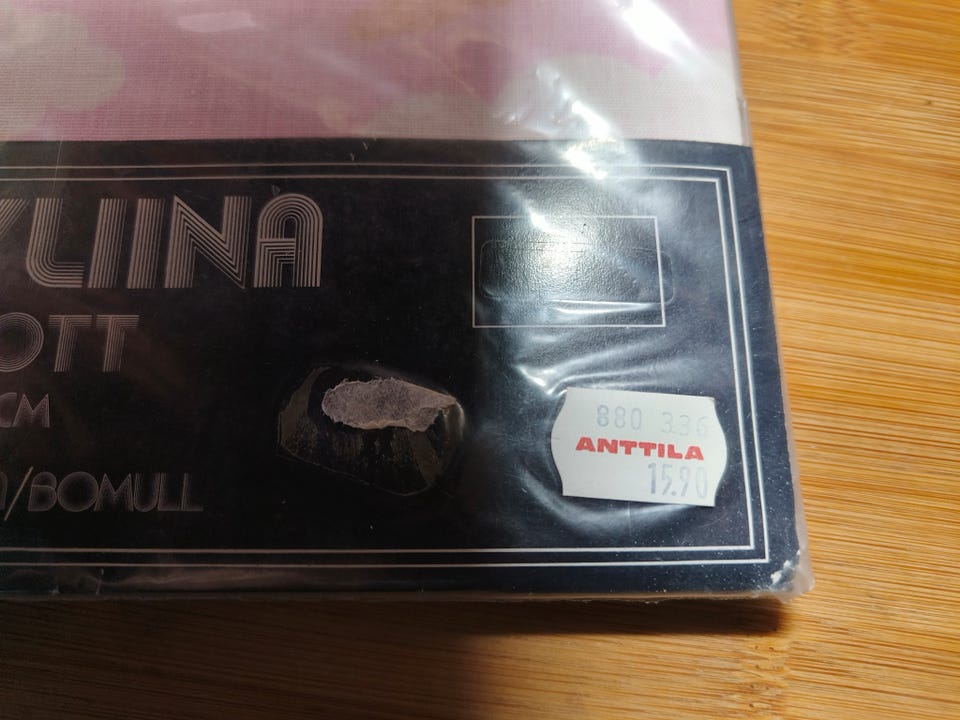 YLIINA
OTT
CM
/BOMULL
880 336
ANTTILA
15.90